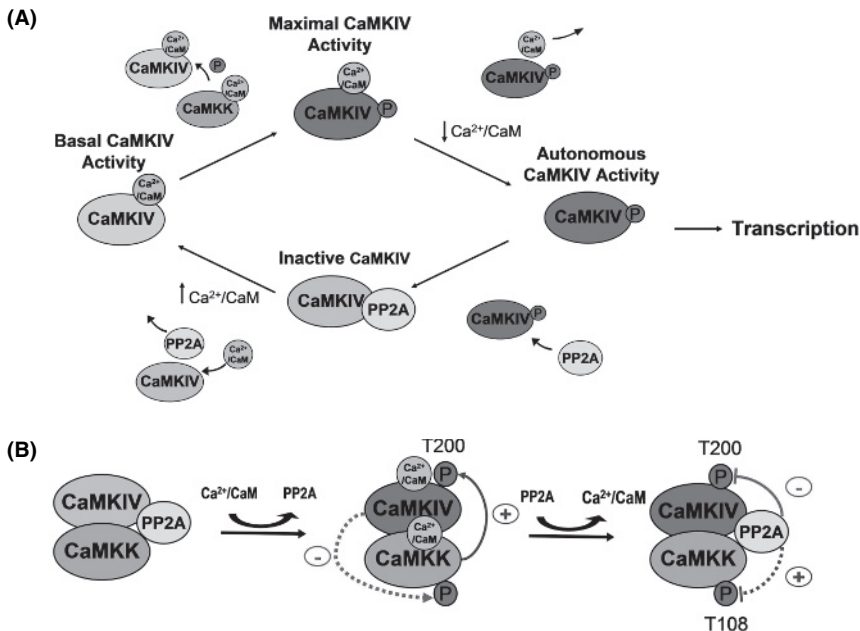 (A)
Maximal CaMKIV
Activity
Ca²⁺
/CaM
CaMKIV
P
Ca²⁺
/CaM
CaMKK
Ca²⁺
/CaM
CaMKIV
P
Ca²⁺
/CaM
CaMKIV
P
↓ Ca²⁺/CaM
Basal CaMKIV
Activity
Ca²⁺
/CaM
CaMKIV
Autonomous
CaMKIV Activity
CaMKIV
P
Transcription
Inactive CaMKIV
CaMKIV
PP2A
↑ Ca²⁺/CaM
PP2A
Ca²⁺
/CaM
CaMKIV
CaMKIV
P
PP2A
(B)
CaMKIV
PP2A
CaMKK
Ca²⁺/CaM PP2A
T200
Ca²⁺
/CaM
P
CaMKIV
Ca²⁺
/CaM
CaMKK
P
-
+
PP2A Ca²⁺/CaM
T200
P
CaMKIV
PP2A
CaMKK
P
T108
-
+